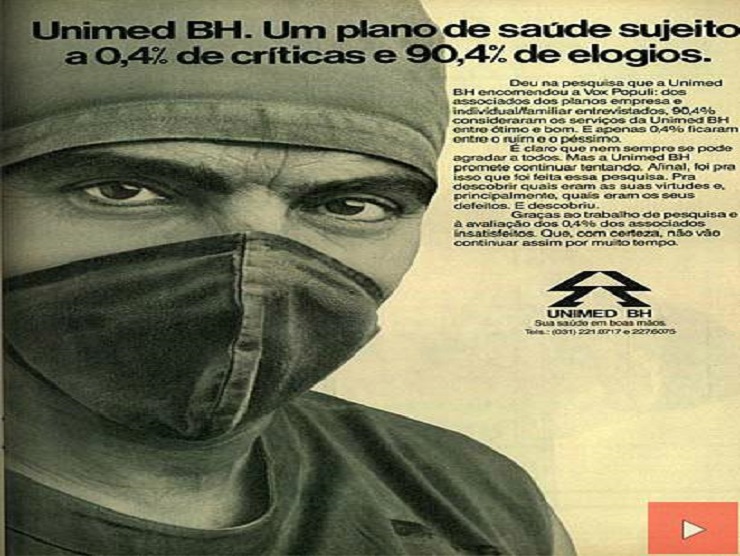 Unimed BH. Um plano de saúde sujeito
a 0,4% de críticas e 90,4% de elogios.
Deu na pesquisa que a Unimed
BH encomendou a Vox Populi: dos
associados dos planos empresa e
individual/familiar entrevistados, 90,4%
consideraram os serviços da Unimed BH
entre ótimo e bom. E apenas 0,4% ficaram
entre o ruim e o péssimo.
É claro que nem sempre se pode
agradar a todos. Mas a Unimed BH
promete continuar tentando. Afinal, foi pra
isso que foi feita essa pesquisa. Pra
descobrir quais eram as suas virtudes e,
principalmente, quais eram os seus
defeitos. E descobriu.
Graças ao trabalho de pesquisa e
à avaliação dos 0,4% dos associados
insatisfeitos. Que, com certeza, não vão
continuar assim por muito tempo.
UNIMED BH
Sua saúde em boas mãos.
Tels.: (031) 221.0717 e 227.6075